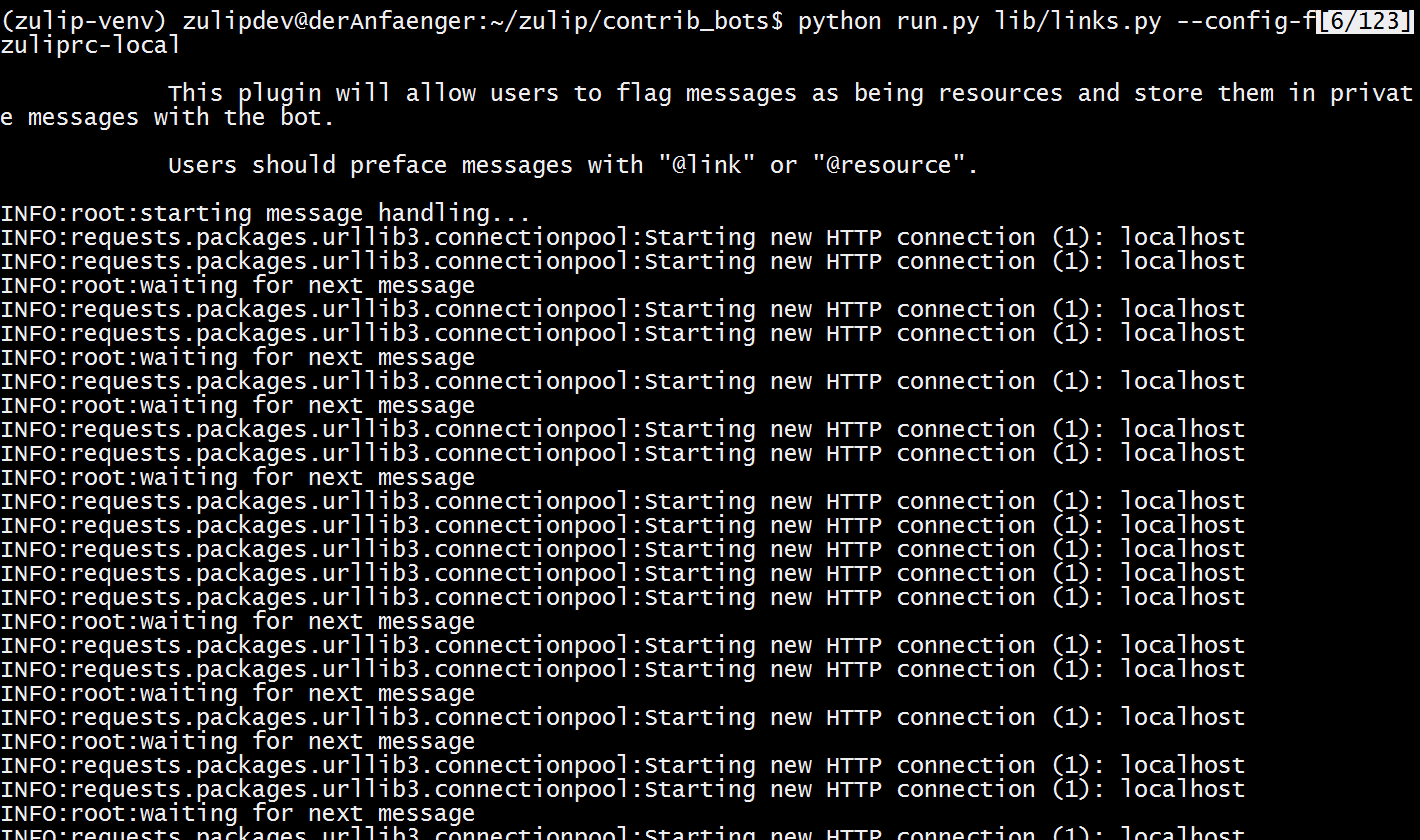 (zulip-venv) zulipdev@derAnfaenger:~/zulip/contrib_bots$ python run.py lib/links.py --config-f[6/123]
zuliprc-local
This plugin will allow users to flag messages as being resources and store them in privat
e messages with the bot.
Users should preface messages with "@link" or "@resource".
INFO:root:starting message handling...
INFO:requests.packages.urllib3.connectionpool:Starting new HTTP connection (1): localhost
INFO:requests.packages.urllib3.connectionpool:Starting new HTTP connection (1): localhost
INFO:root:waiting for next message
INFO:requests.packages.urllib3.connectionpool:Starting new HTTP connection (1): localhost
INFO:requests.packages.urllib3.connectionpool:Starting new HTTP connection (1): localhost
INFO:root:waiting for next message
INFO:requests.packages.urllib3.connectionpool:Starting new HTTP connection (1): localhost
INFO:root:waiting for next message
INFO:requests.packages.urllib3.connectionpool:Starting new HTTP connection (1): localhost
INFO:requests.packages.urllib3.connectionpool:Starting new HTTP connection (1): localhost
INFO:root:waiting for next message
INFO:requests.packages.urllib3.connectionpool:Starting new HTTP connection (1): localhost
INFO:requests.packages.urllib3.connectionpool:Starting new HTTP connection (1): localhost
INFO:requests.packages.urllib3.connectionpool:Starting new HTTP connection (1): localhost
INFO:requests.packages.urllib3.connectionpool:Starting new HTTP connection (1): localhost
INFO:requests.packages.urllib3.connectionpool:Starting new HTTP connection (1): localhost
INFO:root:waiting for next message
INFO:requests.packages.urllib3.connectionpool:Starting new HTTP connection (1): localhost
INFO:requests.packages.urllib3.connectionpool:Starting new HTTP connection (1): localhost
INFO:root:waiting for next message
INFO:requests.packages.urllib3.connectionpool:Starting new HTTP connection (1): localhost
INFO:root:waiting for next message
INFO:requests.packages.urllib3.connectionpool:Starting new HTTP connection (1): localhost
INFO:requests.packages.urllib3.connectionpool:Starting new HTTP connection (1): localhost
INFO:root:waiting for next message
INFO:requests.packages.urllib3.connectionpool:Starting new HTTP connection (1): localhost